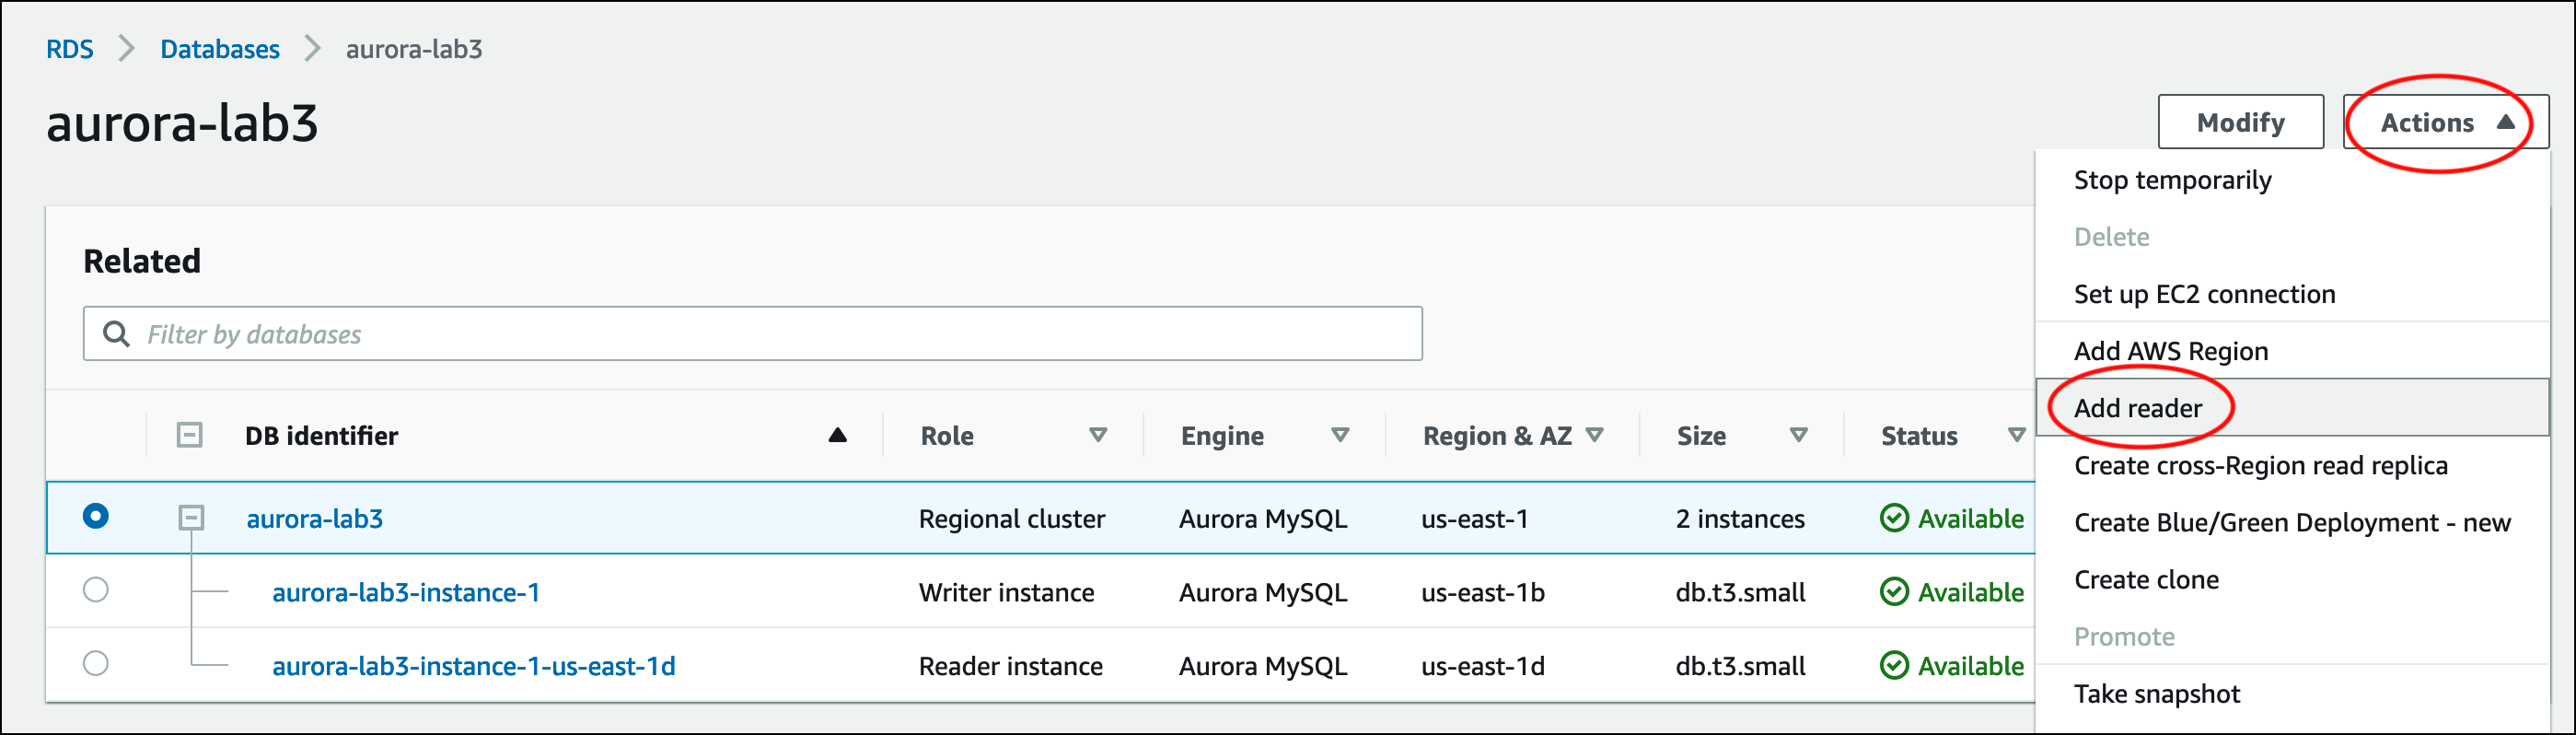 RDS > Databases > aurora-lab3
aurora-lab3
Modify
Actions
Stop temporarily
Delete
Set up EC2 connection
Add AWS Region
Add reader
Create cross-Region read replica
Create Blue/Green Deployment - new
Create clone
Promote
Take snapshot
Related
Filter by databases
DB identifier Role Engine Region & AZ Size Status
aurora-lab3 Regional cluster Aurora MySQL us-east-1 2 instances Available
aurora-lab3-instance-1 Writer instance Aurora MySQL us-east-1b db.t3.small Available
aurora-lab3-instance-1-us-east-1d Reader instance Aurora MySQL us-east-1d db.t3.small Available